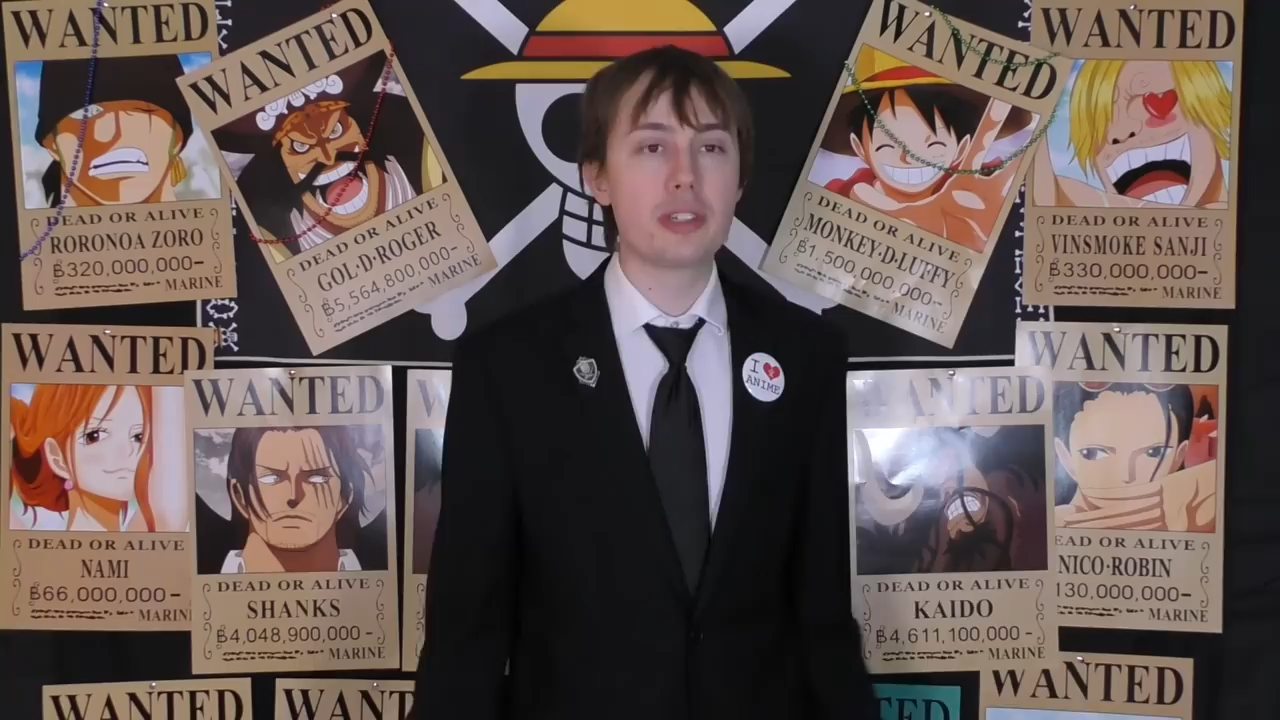 WANTED
DEAD OR ALIVE
RORONOA ZORO
฿320,000,000-
MARINE
WANTED
DEAD OR ALIVE
GOL·D·ROGER
฿5,564,800,000-
MARINE
WANTED
DEAD OR ALIVE
MONKEY·D·LUFFY
฿1,500,000,000-
MARINE
WANTED
DEAD OR ALIVE
VINSMOKE SANJI
฿330,000,000-
MARINE
WANTED
DEAD OR ALIVE
NAMI
฿66,000,000-
MARIN
WANTED
DEAD OR ALIVE
SHANKS
฿4,048,900,000-
MARINE
W
I
ANIME
WANTED
DEAD OR ALIVE
KAIDO
฿4,611,100,000-
MARINE
WANTED
DEAD OR ALIVE
NICO·ROBIN
130,000,000-
MARINE
WANTED
WANT
TED
WANTED